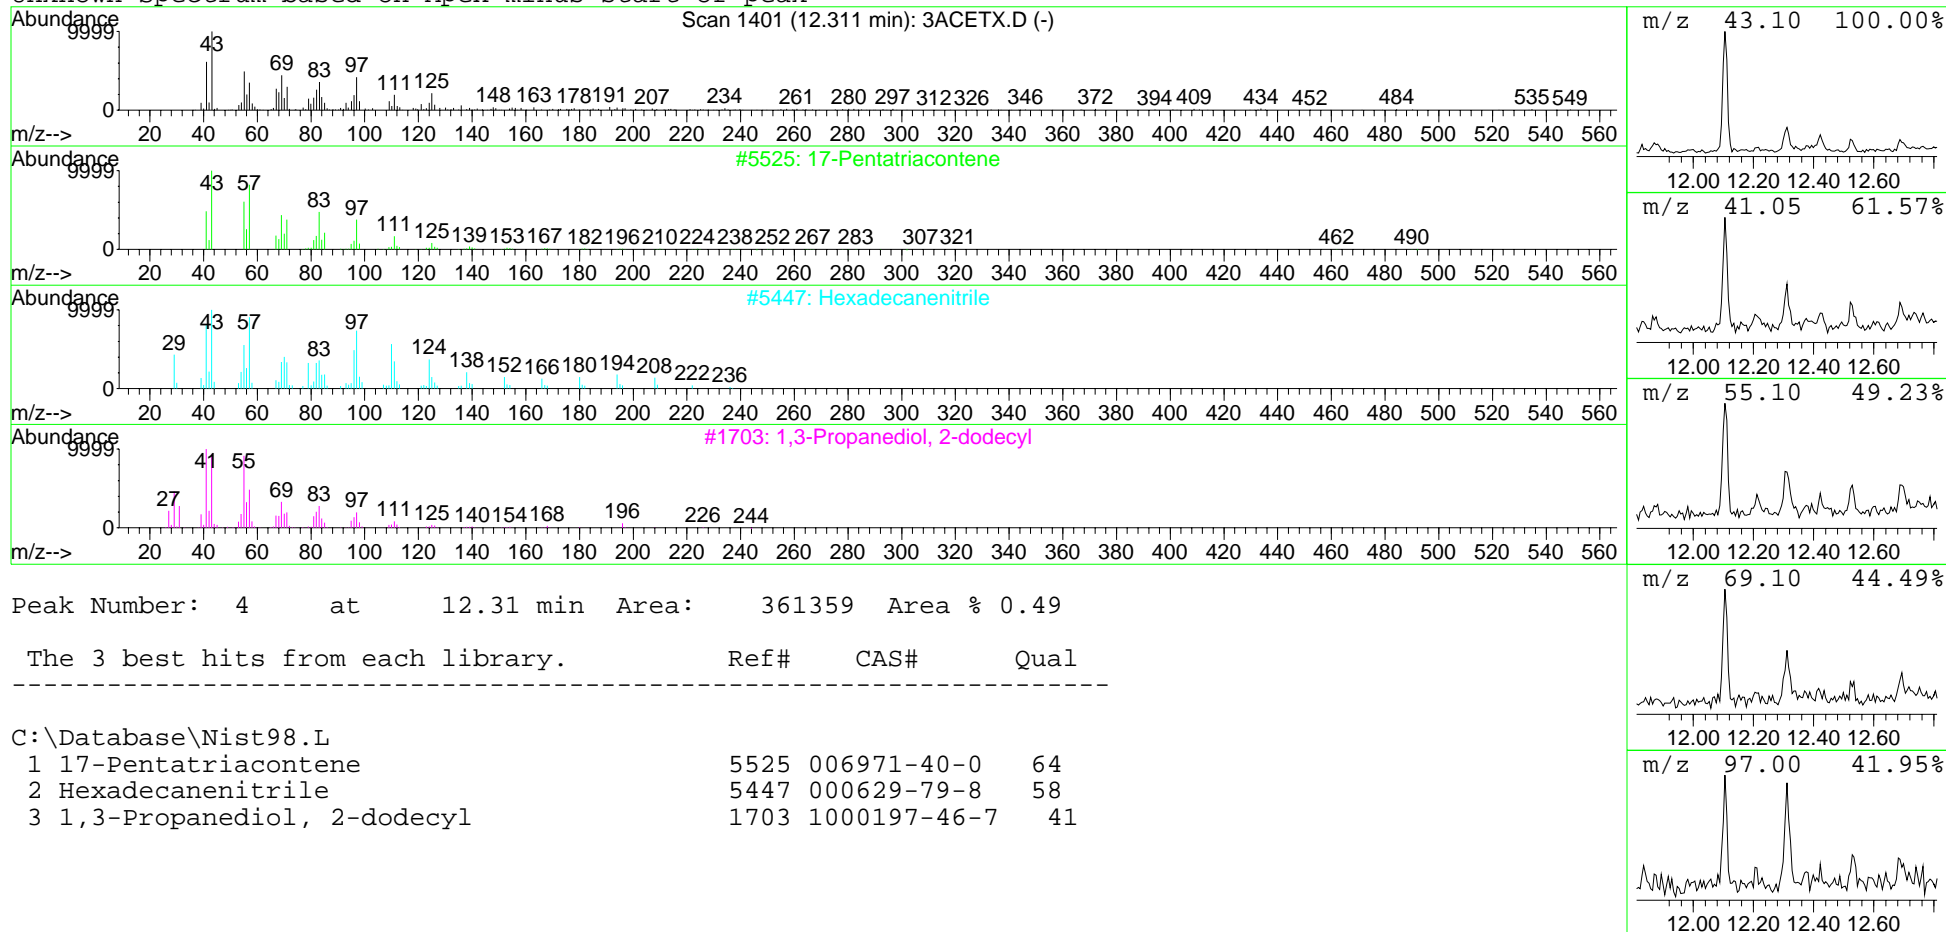 Unknown Spectrum based on Apex minus start of peak
Abundance
Scan 1401 (12.311 min): 3ACETX.D (-)
9999
43 69 83 97 111 125 148 163 178 191 207 234 261 280 297 312 326 346 372 394 409 434 452 484 535 549
0
20 40 60 80 100 120 140 160 180 200 220 240 260 280 300 320 340 360 380 400 420 440 460 480 500 520 540 560
m/z-->
Abundance
#5525: 17-Pentatriacontene
9999
43 57 83 97 111 125 139 153 167 182 196 210 224 238 252 267 283 307 321 462 490
0
20 40 60 80 100 120 140 160 180 200 220 240 260 280 300 320 340 360 380 400 420 440 460 480 500 520 540 560
m/z-->
Abundance
#5447: Hexadecanenitrile
9999
29 43 57 83 97 124 138 152 166 180 194 208 222 236
0
20 40 60 80 100 120 140 160 180 200 220 240 260 280 300 320 340 360 380 400 420 440 460 480 500 520 540 560
m/z-->
Abundance
#1703: 1,3-Propanediol, 2-dodecyl
9999
27 41 55 69 83 97 111 125 140 154 168 196 226 244
0
20 40 60 80 100 120 140 160 180 200 220 240 260 280 300 320 340 360 380 400 420 440 460 480 500 520 540 560
m/z-->
m/z 43.10 100.00%
12.00 12.20 12.40 12.60
m/z 41.05 61.57%
12.00 12.20 12.40 12.60
m/z 55.10 49.23%
12.00 12.20 12.40 12.60
m/z 69.10 44.49%
12.00 12.20 12.40 12.60
m/z 97.00 41.95%
12.00 12.20 12.40 12.60
Peak Number: 4 at 12.31 min Area: 361359 Area % 0.49
The 3 best hits from each library. Ref# CAS# Qual
C:\Database\Nist98.L
1 17-Pentatriacontene 5525 006971-40-0 64
2 Hexadecanenitrile 5447 000629-79-8 58
3 1,3-Propanediol, 2-dodecyl 1703 1000197-46-7 41